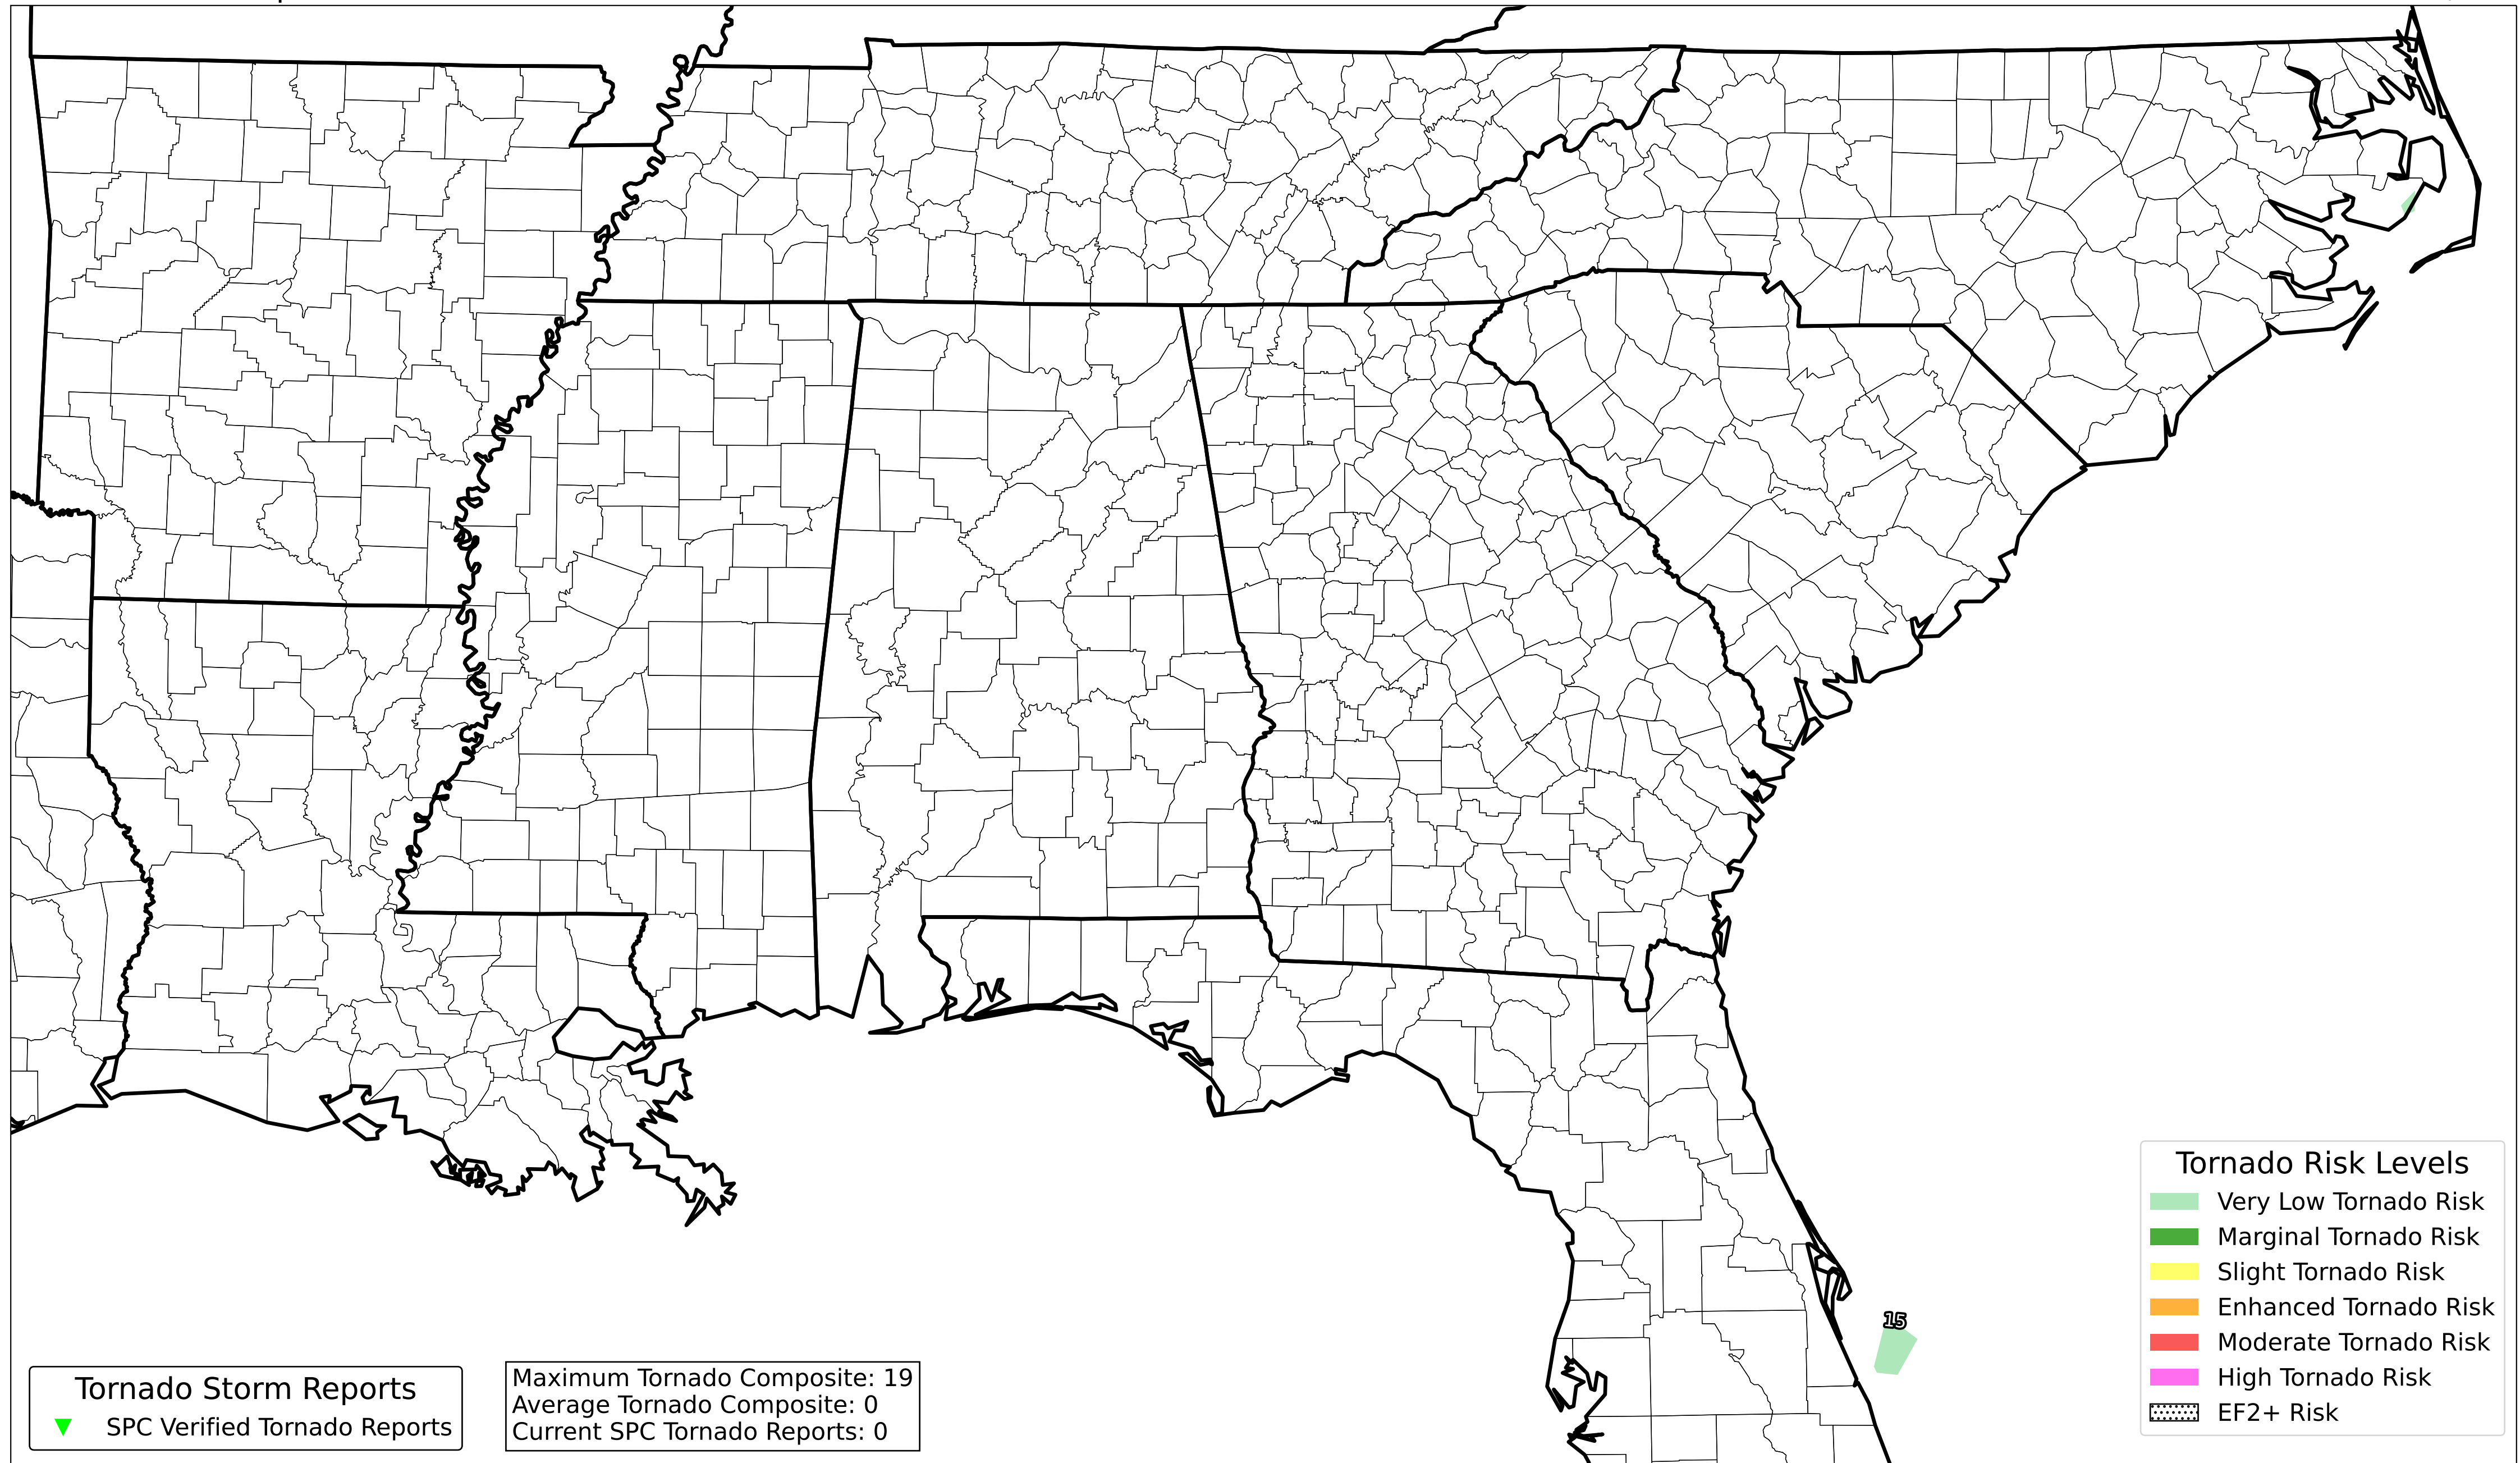 15
Tornado Risk Levels
Very Low Tornado Risk
Marginal Tornado Risk
Slight Tornado Risk
Enhanced Tornado Risk
Moderate Tornado Risk
High Tornado Risk
EF2+ Risk
Tornado Storm Reports
SPC Verified Tornado Reports
Maximum Tornado Composite: 19
Average Tornado Composite: 0
Current SPC Tornado Reports: 0